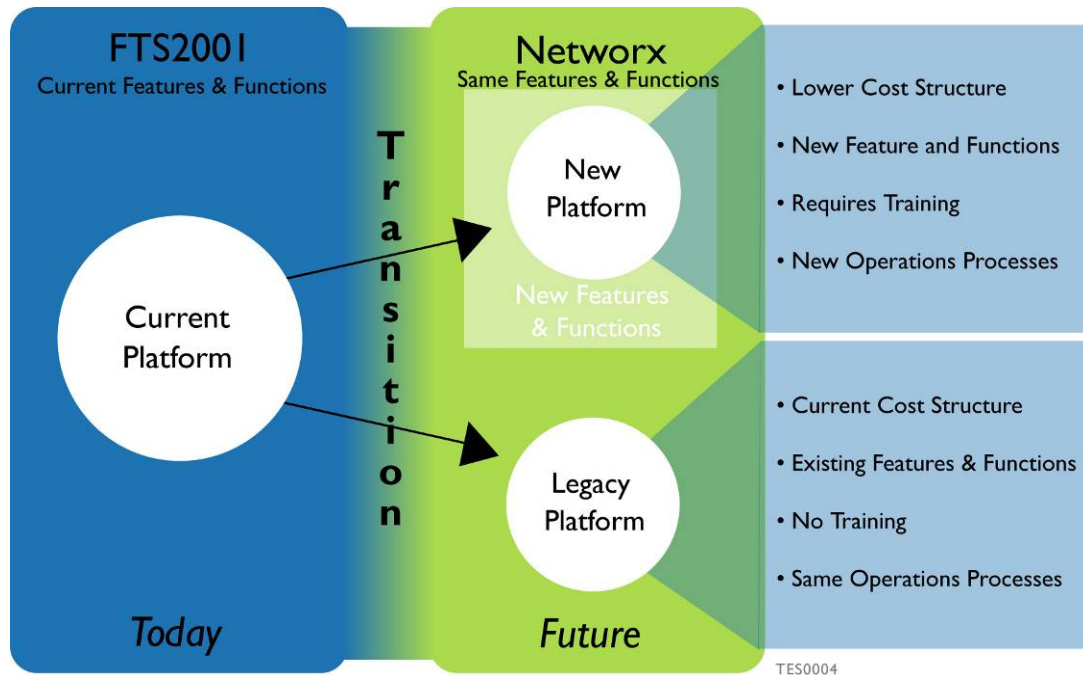 FTS2001
Current Features & Functions
Current
Platform
Today
Transition
Networx
Same Features & Functions
New
Platform
New Features
& Functions
Legacy
Platform
Future
• Lower Cost Structure
• New Feature and Functions
• Requires Training
• New Operations Processes
• Current Cost Structure
• Existing Features & Functions
• No Training
• Same Operations Processes
TES0004